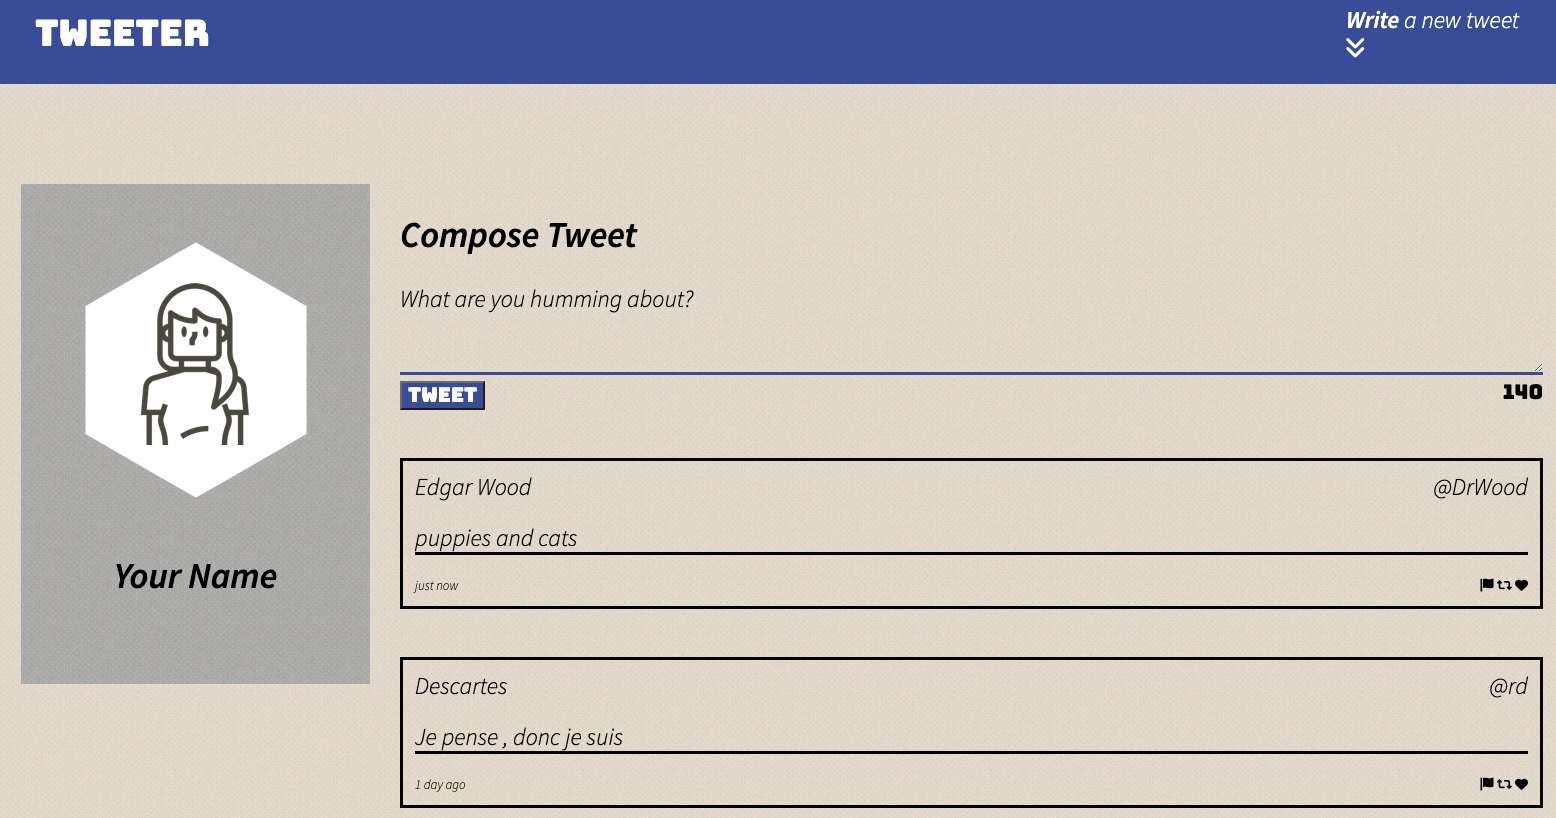 TWEETER
Write a new tweet
Your Name
Compose Tweet
What are you humming about?
TWEET
140
Edgar Wood @DrWood
puppies and cats
just now
Descartes @rd
Je pense , donc je suis
1 day ago